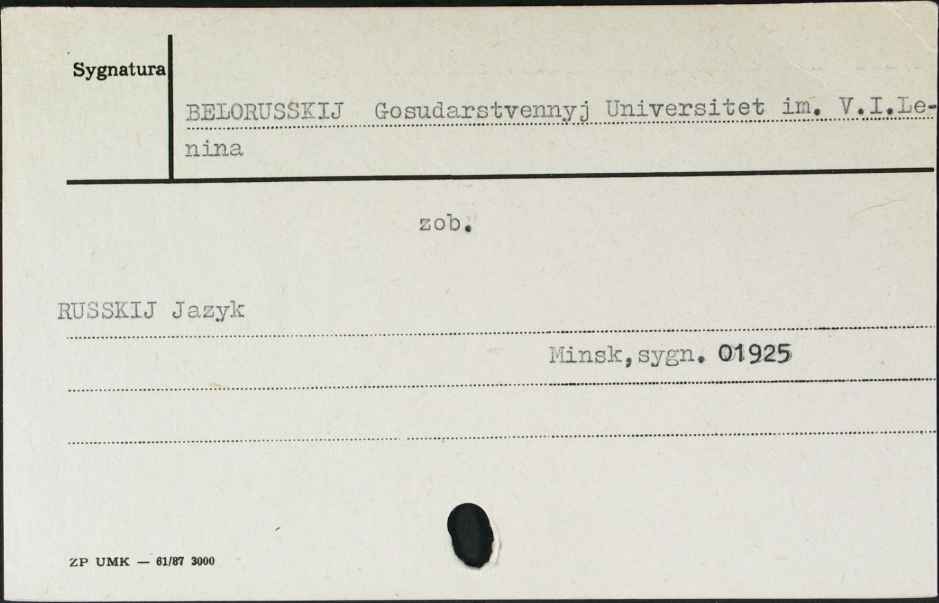 Sygnatura
BELORUSSKIJ Gosudarstvennyj Universitet im. V.I.Le-
nina
zob.
RUSSKIJ Jazyk
Minsk,sygn. 01925
ZP UMK — 61/87 3000